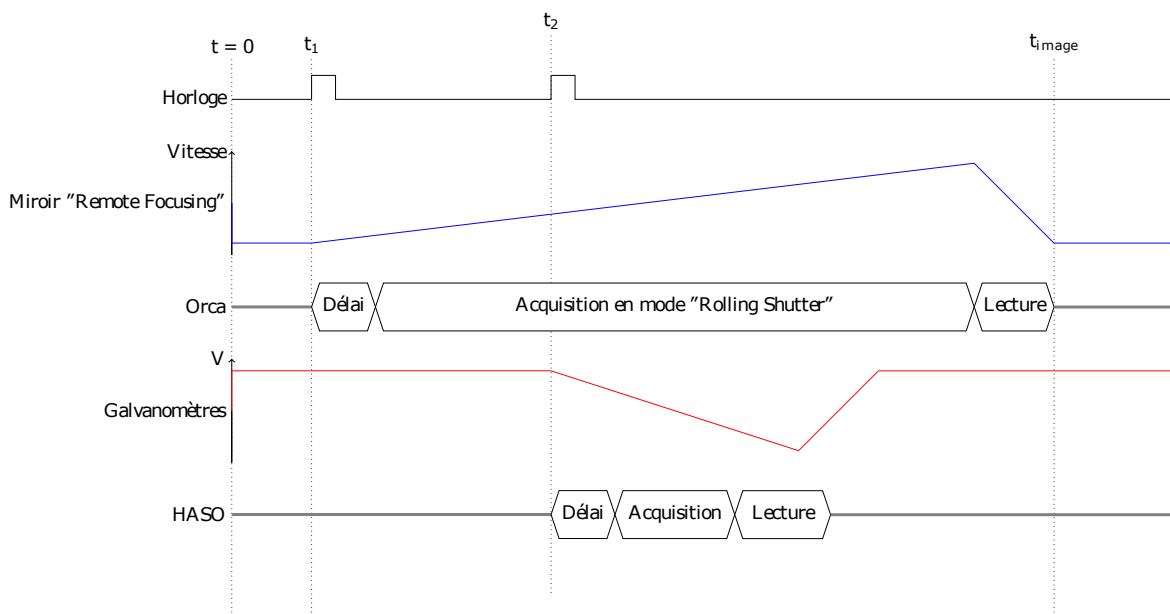 t = 0
t1
t2
timage
Horloge
Vitesse
Miroir ”Remote Focusing”
Orca
Délai
Acquisition en mode ”Rolling Shutter”
Lecture
V
Galvanomètres
HASO
Délai
Acquisition
Lecture